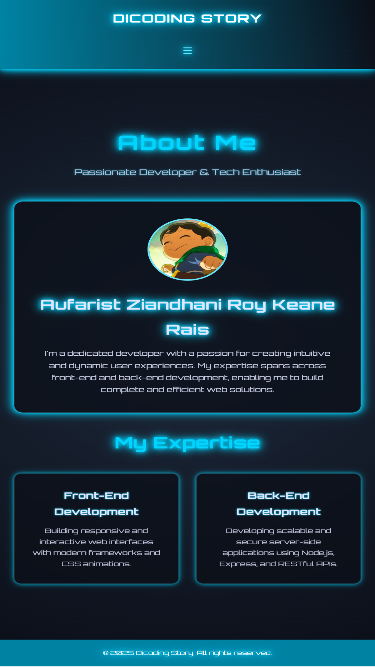 DICODING STORY
About Me
Passionate Developer & Tech Enthusiast
Aufarist Ziandhani Roy Keane
Rais
I'm a dedicated developer with a passion for creating intuitive
and dynamic user experiences. My expertise spans across
front-end and back-end development, enabling me to build
complete and efficient web solutions.
My Expertise
Front-End
Development
Building responsive and
interactive web interfaces
with modern frameworks and
CSS animations.
Back-End
Development
Developing scalable and
secure server-side
applications using Node.js,
Express, and RESTful APIs.
© 2025 Dicoding Story. All rights reserved.